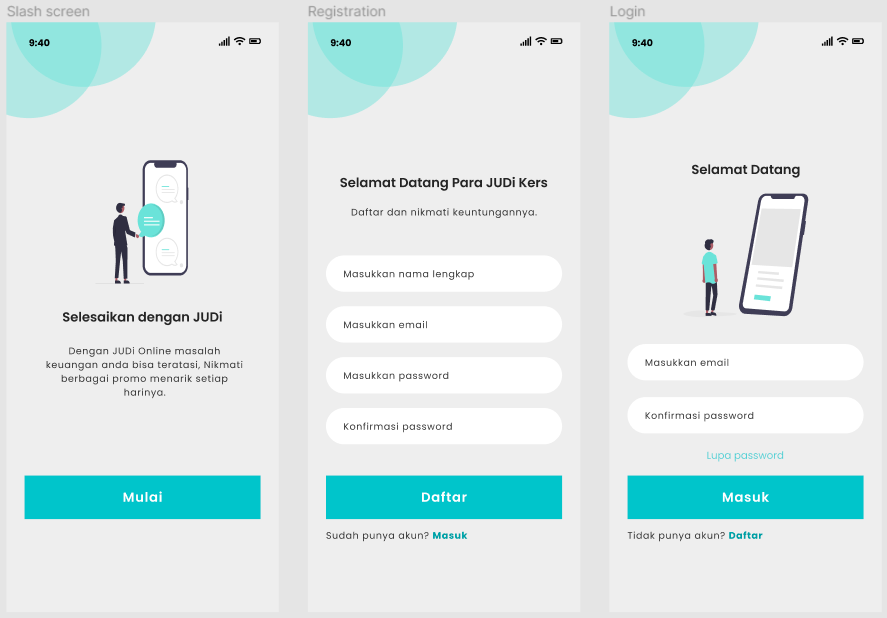 Slash screen
9:40
Selesaikan dengan JUDi
Dengan JUDi Online masalah
keuangan anda bisa teratasi, Nikmati
berbagai promo menarik setiap
harinya.
Mulai
Registration
9:40
Selamat Datang Para JUDi Kers
Daftar dan nikmati keuntungannya.
Masukkan nama lengkap
Masukkan email
Masukkan password
Konfirmasi password
Daftar
Sudah punya akun? Masuk
Login
9:40
Selamat Datang
Masukkan email
Konfirmasi password
Lupa password
Masuk
Tidak punya akun? Daftar